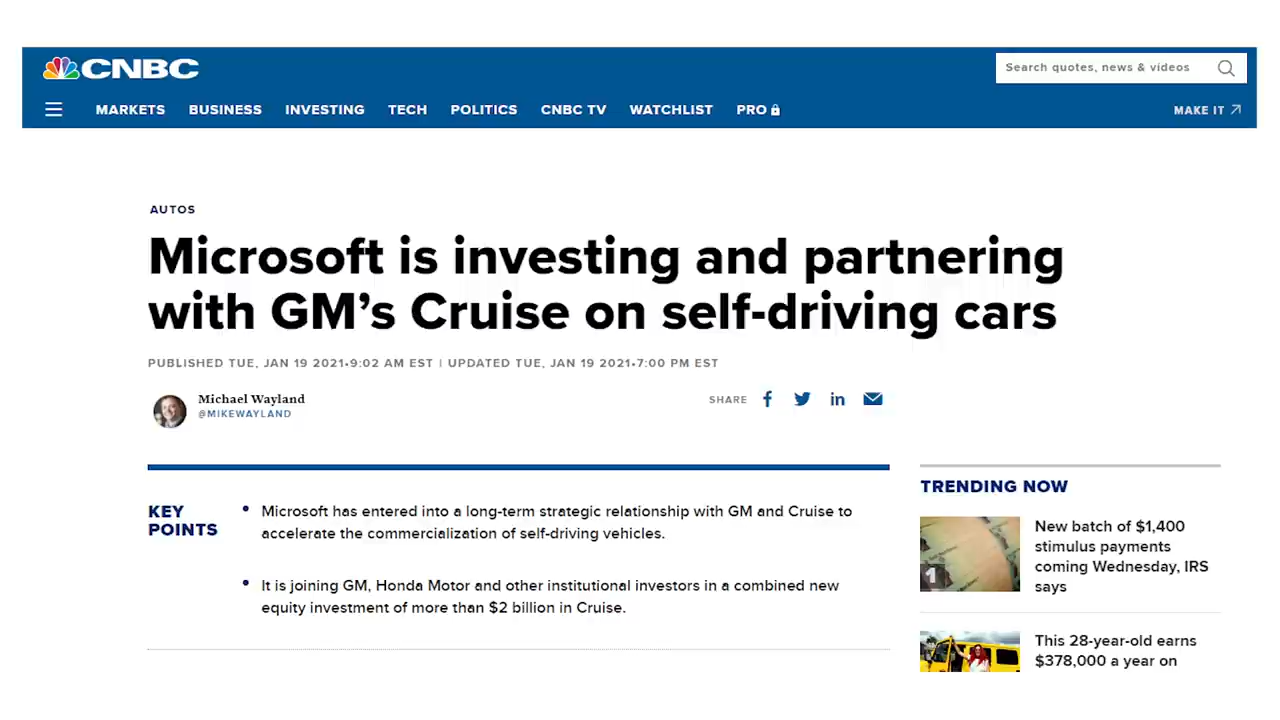 CNBC
Search quotes, news & videos
MARKETS BUSINESS INVESTING TECH POLITICS CNBC TV WATCHLIST PRO
MAKE IT
AUTOS
Microsoft is investing and partnering
with GM’s Cruise on self-driving cars
PUBLISHED TUE, JAN 19 2021•9:02 AM EST | UPDATED TUE, JAN 19 2021•7:00 PM EST
Michael Wayland
@MIKEWAYLAND
SHARE
KEY
POINTS
• Microsoft has entered into a long-term strategic relationship with GM and Cruise to
accelerate the commercialization of self-driving vehicles.
• It is joining GM, Honda Motor and other institutional investors in a combined new
equity investment of more than $2 billion in Cruise.
TRENDING NOW
1
New batch of $1,400
stimulus payments
coming Wednesday, IRS
says
This 28-year-old earns
$378,000 a year on